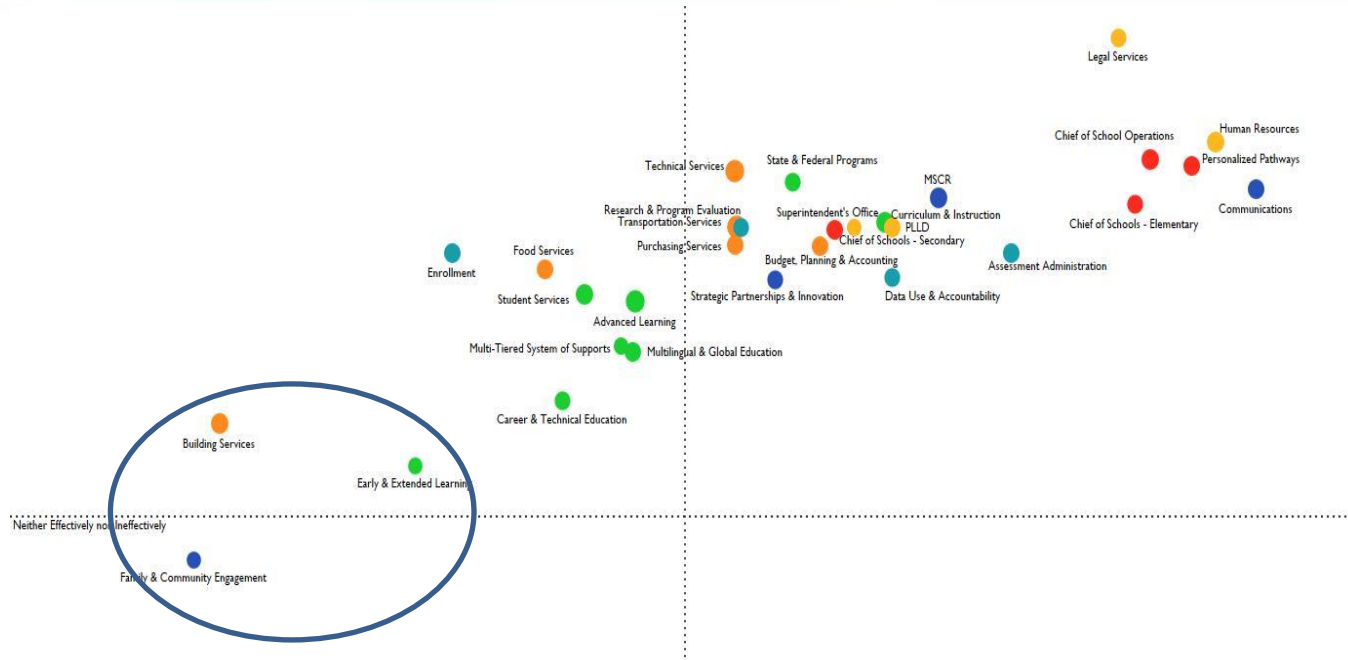 Legal Services
Human Resources
Chief of School Operations
Personalized Pathways
State & Federal Programs
Technical Services
MSCR
Communications
Research & Program Evaluation
Superintendent's Office
Curriculum & Instruction
Transportation Services
Chief of Schools - Elementary
PLLD
Chief of Schools - Secondary
Purchasing Services
Food Services
Budget, Planning & Accounting
Assessment Administration
Enrollment
Strategic Partnerships & Innovation
Data Use & Accountability
Student Services
Advanced Learning
Multi-Tiered System of Supports
Multilingual & Global Education
Career & Technical Education
Building Services
Early & Extended Learning
Neither Effectively nor Ineffectively
Family & Community Engagement